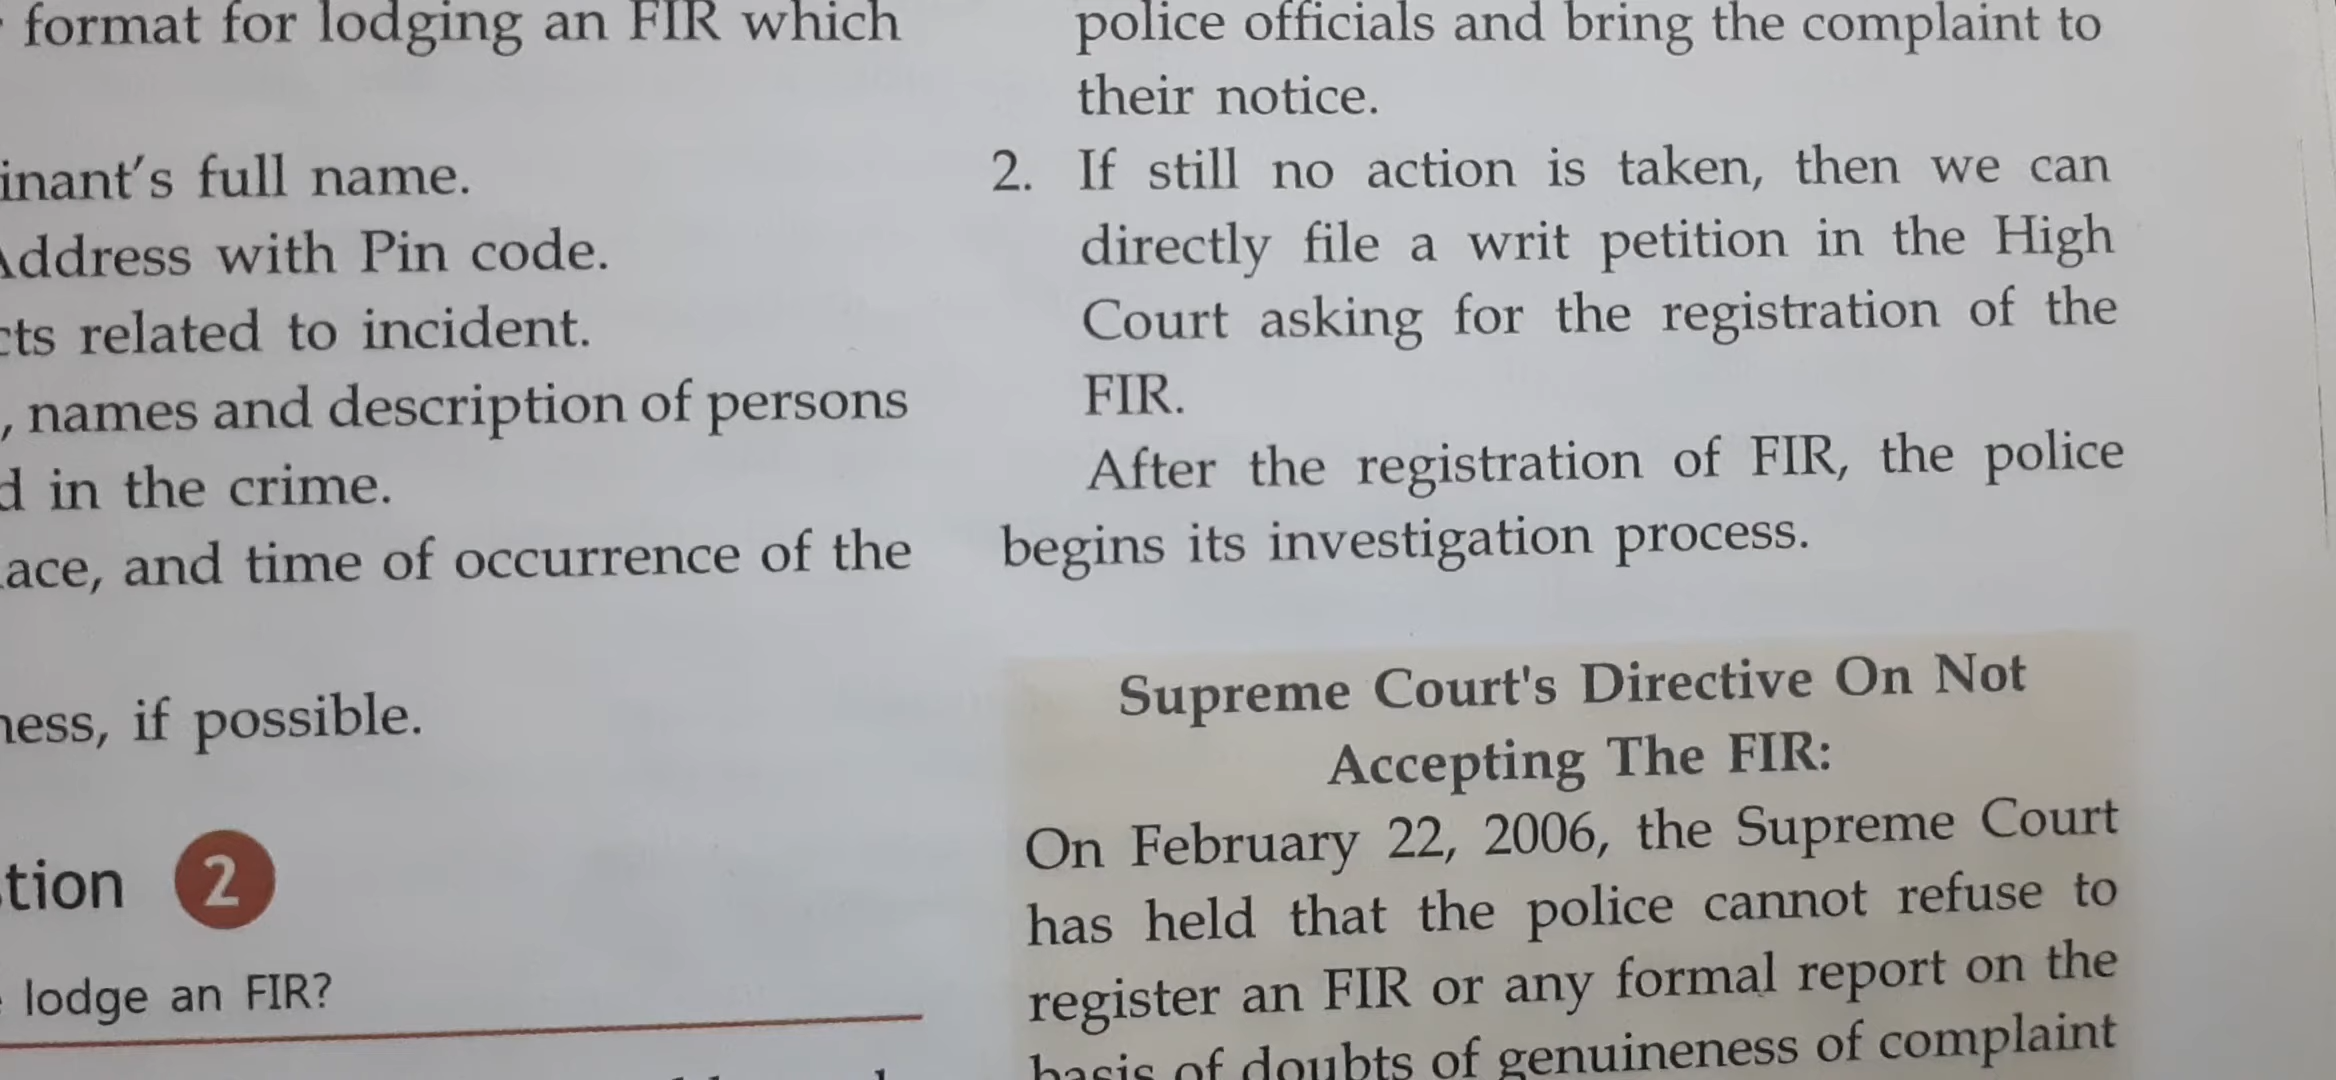 format for lodging an FIR which
inant's full name.
Address with Pin code.
cts related to incident.
, names and description of persons
d in the crime.
ace, and time of occurrence of the
ness, if possible.
tion 2
lodge an FIR?
police officials and bring the complaint to
their notice.
2. If still no action is taken, then we can
directly file a writ petition in the High
Court asking for the registration of the
FIR.
After the registration of FIR, the police
begins its investigation process.
Supreme Court's Directive On Not
Accepting The FIR:
On February 22, 2006, the Supreme Court
has held that the police cannot refuse to
register an FIR or any formal report on the
basis of doubts of genuineness of complaint